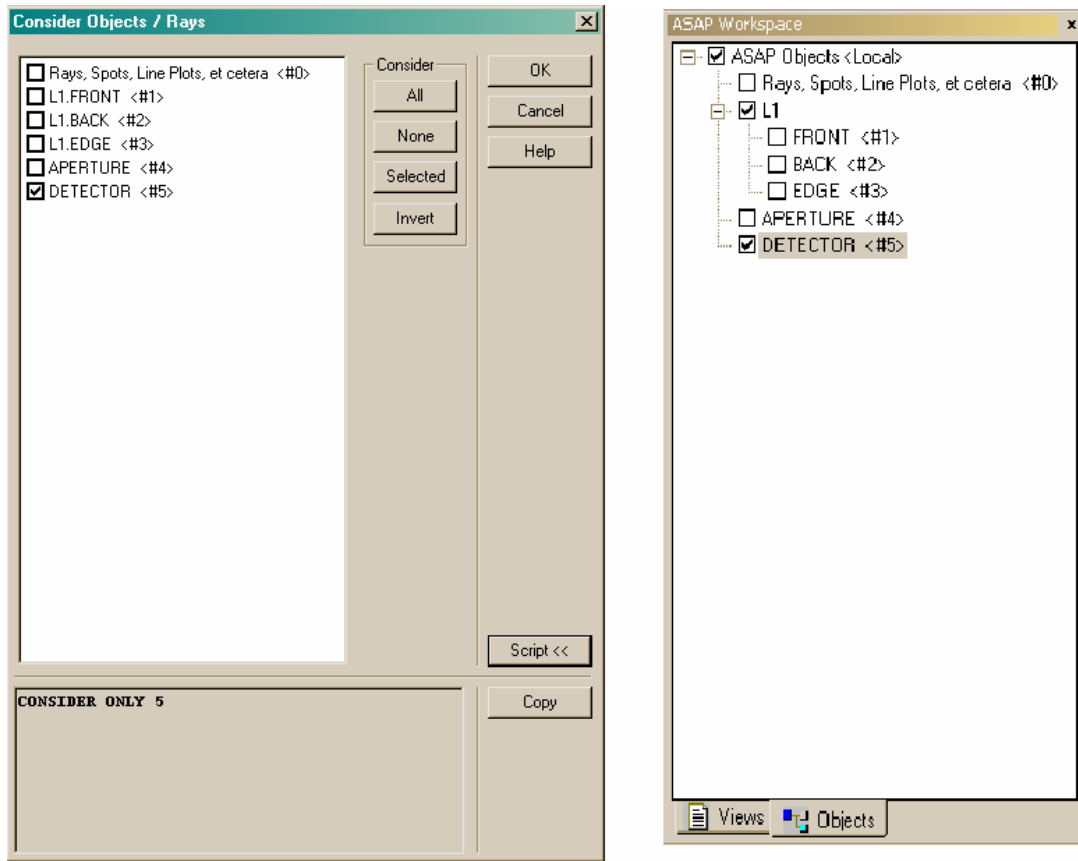 Consider Objects / Rays
Rays, Spots, Line Plots, et cetera <#0>
L1.FRONT <#1>
L1.BACK <#2>
L1.EDGE <#3>
APERTURE <#4>
DETECTOR <#5>
Consider
All
None
Selected
Invert
OK
Cancel
Help
Script <<
CONSIDER ONLY 5
Copy
ASAP Workspace
ASAP Objects <Local>
Rays, Spots, Line Plots, et cetera <#0>
L1
FRONT <#1>
BACK <#2>
EDGE <#3>
APERTURE <#4>
DETECTOR <#5>
Views
Objects